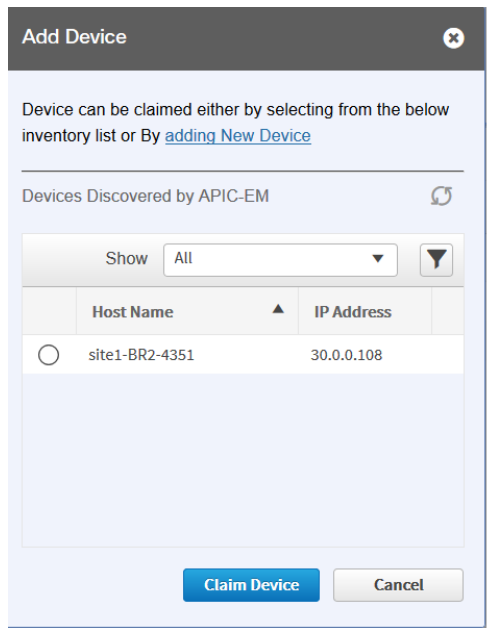 Add Device
Device can be claimed either by selecting from the below
inventory list or By adding New Device
Devices Discovered by APIC-EM
Show All
Host Name IP Address
site1-BR2-4351 30.0.0.108
Claim Device Cancel